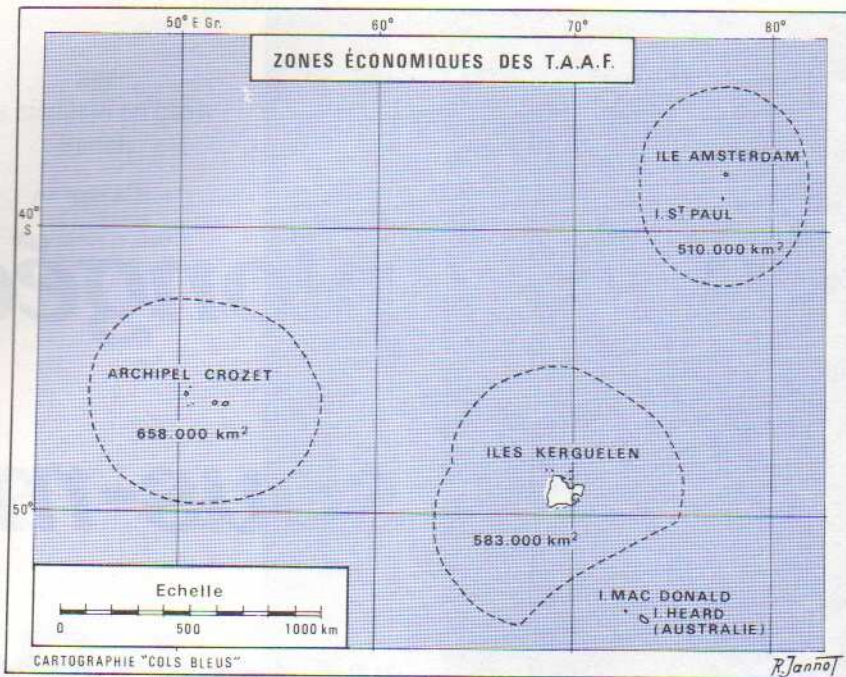 50° E Gr.
60°
70°
80°
ZONES ÉCONOMIQUES DES T.A.A.F.
ILE AMSTERDAM
I. Sᵀ PAUL
40°
S
510.000 km²
ARCHIPEL CROZET
658.000 km²
ILES KERGUELEN
50°
583.000 km²
Echelle
0 500 1000 km
I. MAC DONALD
I. HEARD
(AUSTRALIE)
CARTOGRAPHIE "COLS BLEUS"
R. Jannot